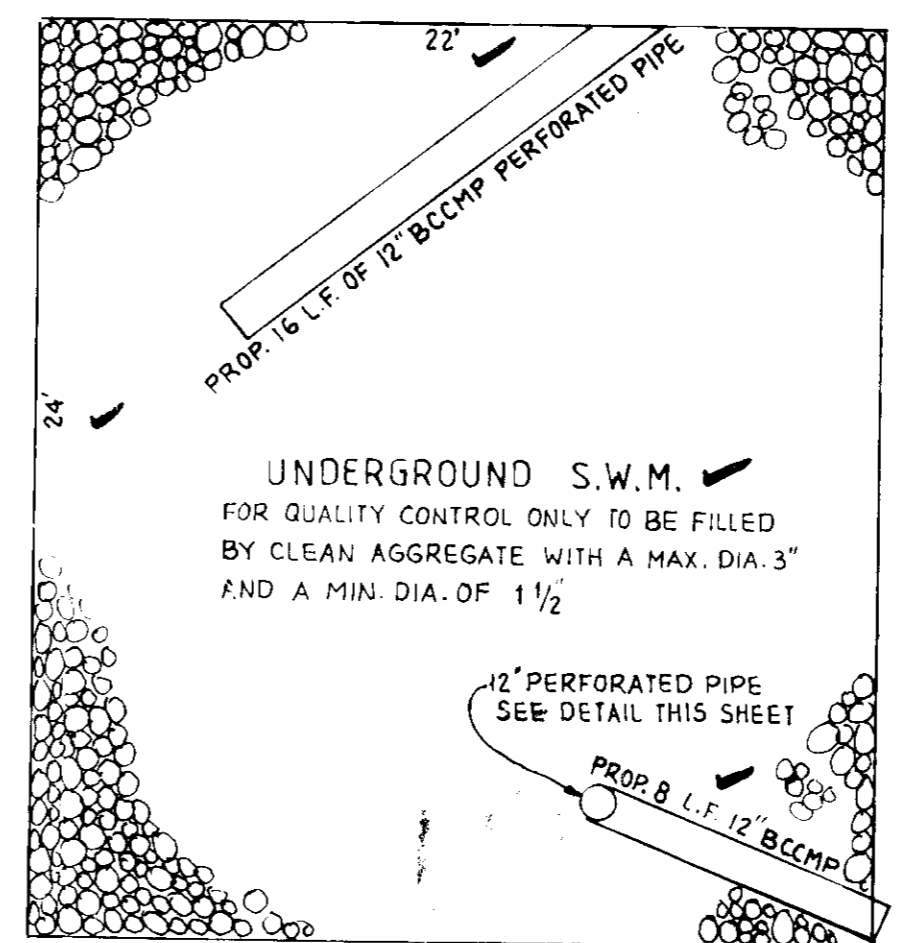 22'
PROP. 16 L.F. OF 12" BCCMP PERFORATED PIPE
24'
UNDERGROUND S.W.M.
FOR QUALITY CONTROL ONLY TO BE FILLED
BY CLEAN AGGREGATE WITH A MAX. DIA. 3"
AND A MIN. DIA. OF 1 1/2"
12" PERFORATED PIPE
SEE DETAIL THIS SHEET
PROP. 8 L.F. 12" BCCMP